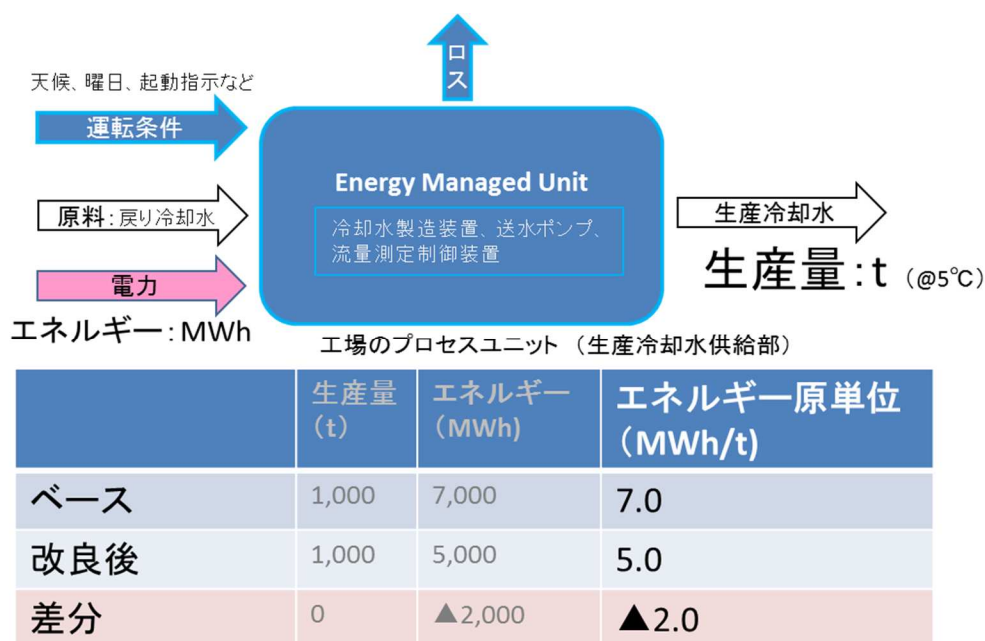 ロス
天候、曜日、起動指示など
運転条件
Energy Managed Unit
原料：戻り冷却水
冷却水製造装置、送水ポンプ、
流量測定制御装置
生産冷却水
生産量：t （@5℃）
電力
エネルギー：MWh
工場のプロセスユニット （生産冷却水供給部）
生産量 エネルギー エネルギー原単位
（t） （MWh) （MWh/t)
ベース 1,000 7,000 7.0
改良後 1,000 5,000 5.0
差分 0 ▲2,000 ▲2.0